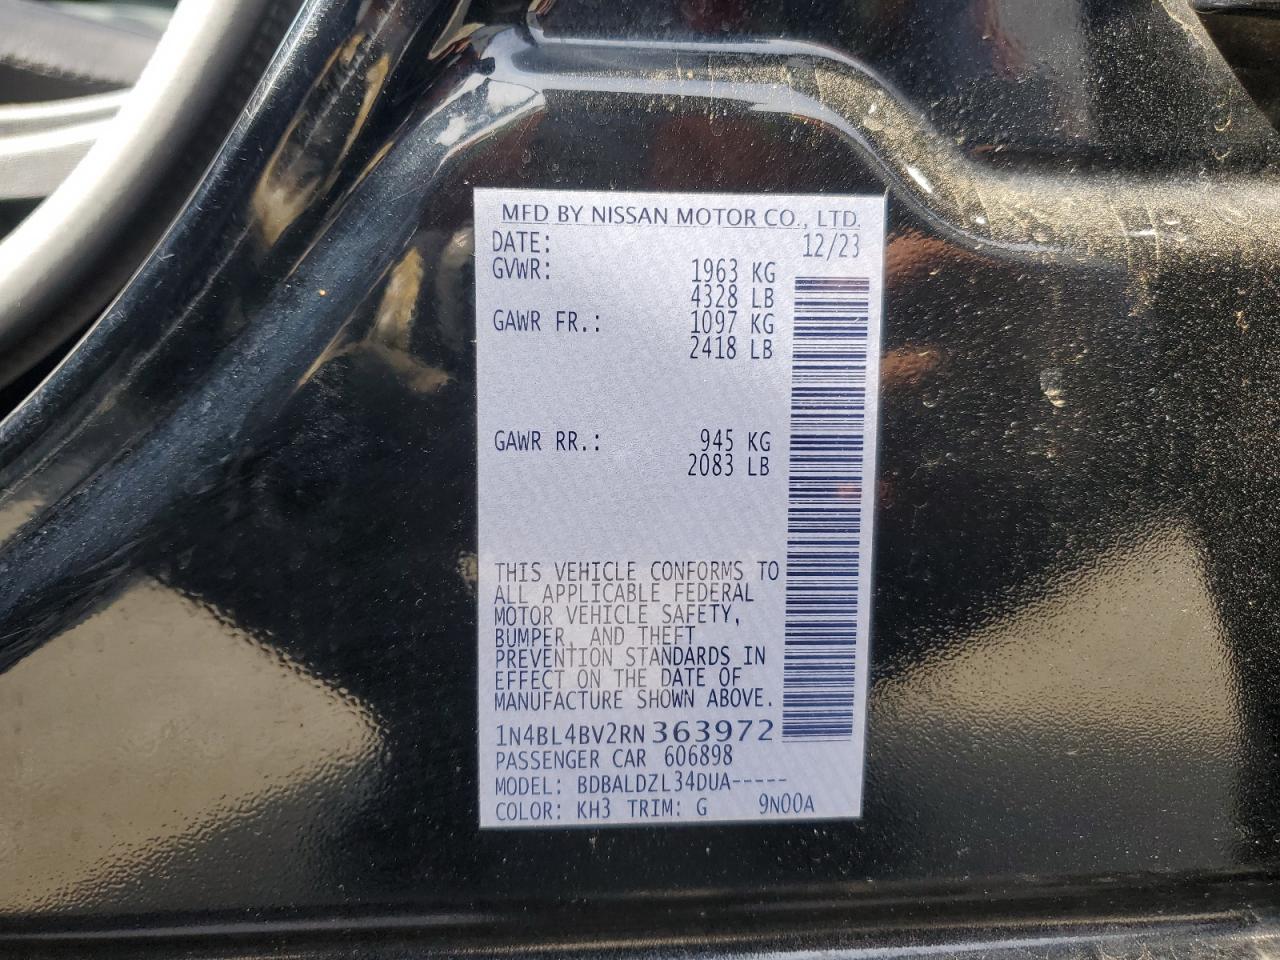 MFD BY NISSAN MOTOR CO., LTD.
DATE: 12/23
GVWR: 1963 KG
4328 LB
GAWR FR.: 1097 KG
2418 LB
GAWR RR.: 945 KG
2083 LB
THIS VEHICLE CONFORMS TO
ALL APPLICABLE FEDERAL
MOTOR VEHICLE SAFETY,
BUMPER, AND THEFT
PREVENTION STANDARDS IN
EFFECT ON THE DATE OF
MANUFACTURE SHOWN ABOVE.
1N4BL4BV2RN363972
PASSENGER CAR 606898
MODEL: BDBALDZL34DUA-----
COLOR: KH3 TRIM: G 9N00A